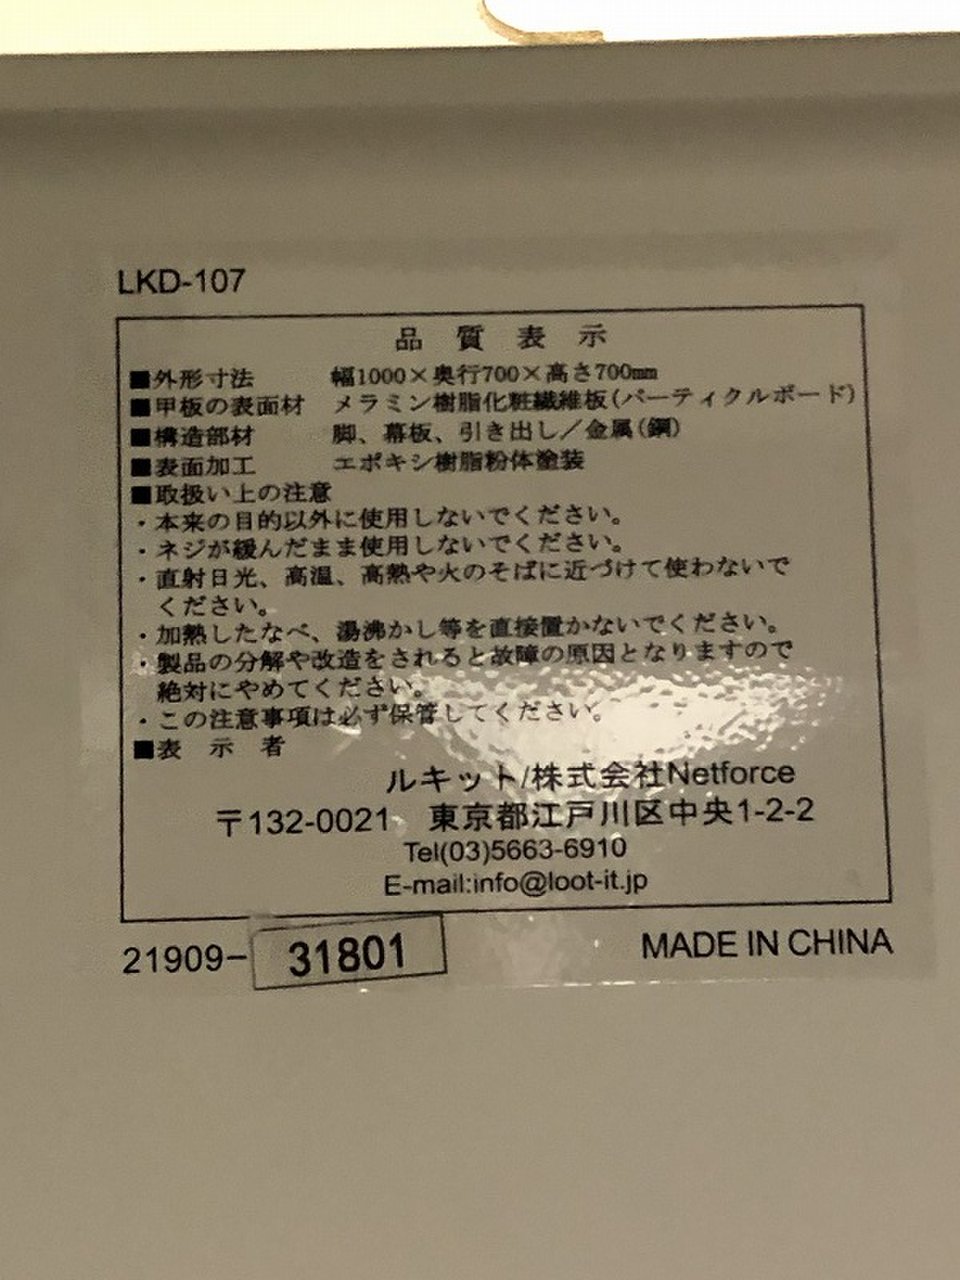 LKD-107
品 質 表 示
■外形寸法 幅1000×奥行700×高さ700mm
■甲板の表面材 メラミン樹脂化粧繊維板(パーティクルボード)
■構造部材 脚、幕板、引き出し／金属(鋼)
■表面加工 エポキシ樹脂粉体塗装
■取扱い上の注意
・本来の目的以外に使用しないでください。
・ネジが緩んだまま使用しないでください。
・直射日光、高温、高熱や火のそばに近づけて使わないで
ください。
・加熱したなべ、湯沸かし等を直接置かないでください。
・製品の分解や改造をされると故障の原因となりますので
絶対にやめてください。
・この注意事項は必ず保管してください。
■表 示 者
ルキット/株式会社Netforce
〒132-0021 東京都江戸川区中央1-2-2
Tel(03)5663-6910
E-mail:info@loot-it.jp
21909-31801 MADE IN CHINA